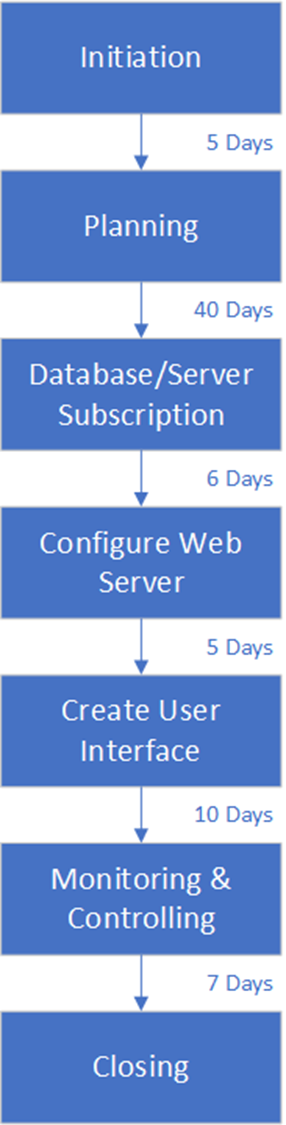 Initiation
5 Days
Planning
40 Days
Database/Server
Subscription
6 Days
Configure Web
Server
5 Days
Create User
Interface
10 Days
Monitoring &
Controlling
7 Days
Closing